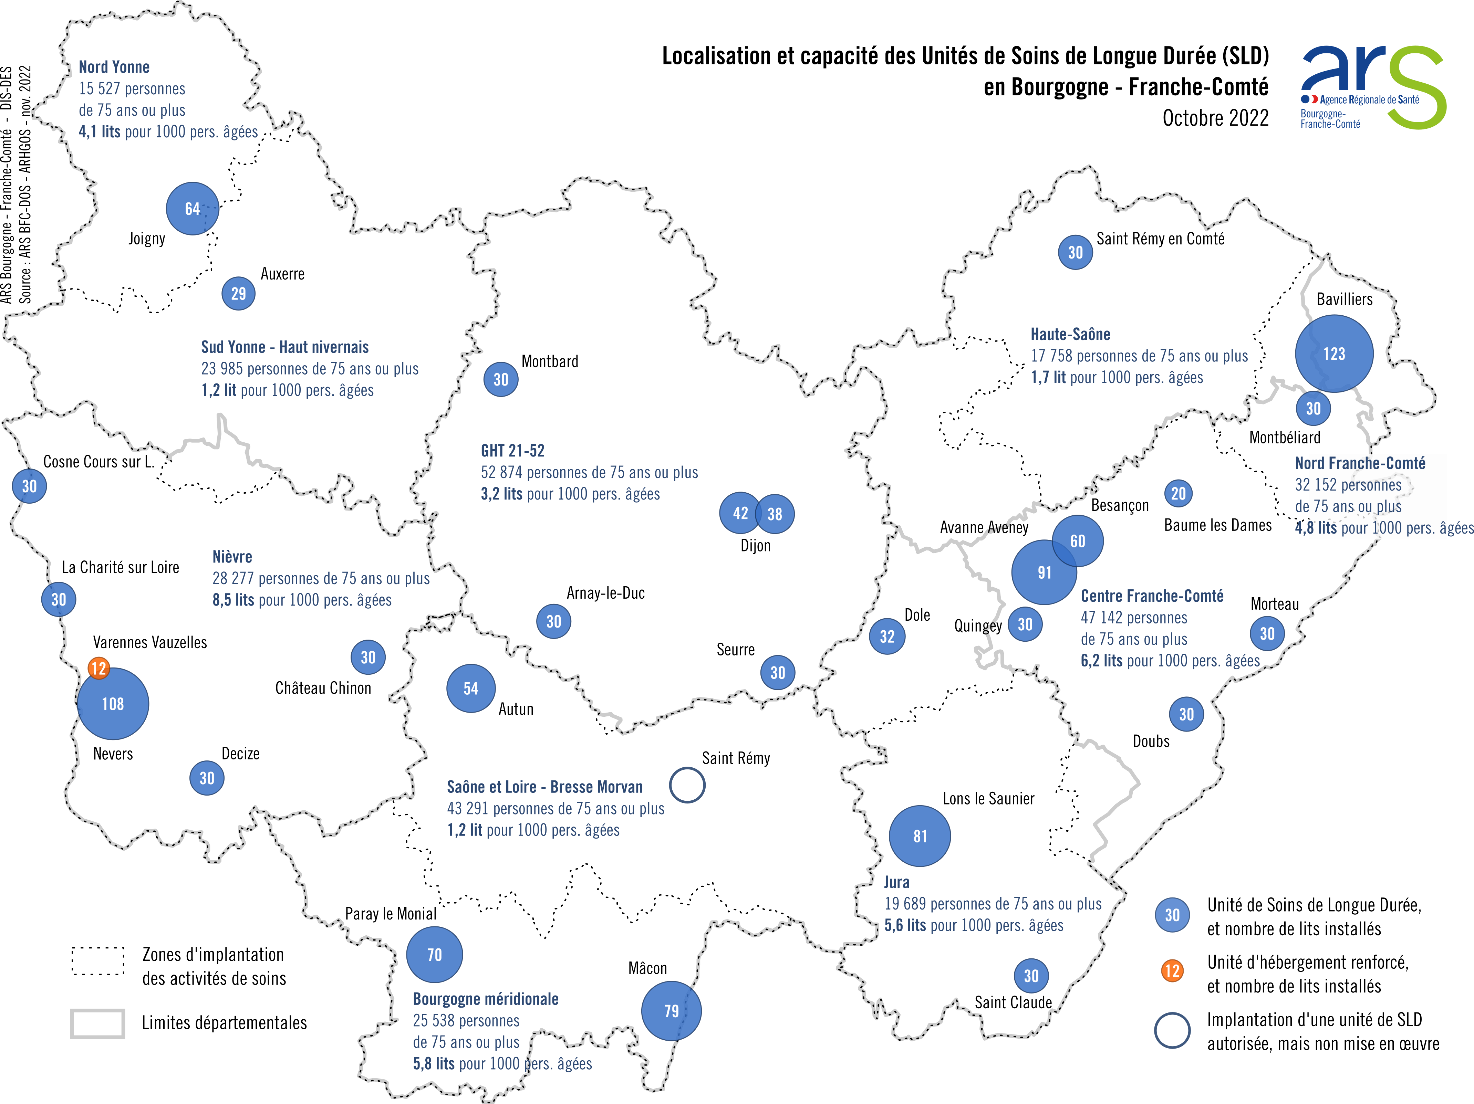 Localisation et capacité des Unités de Soins de Longue Durée (SLD)
en Bourgogne - Franche-Comté
Octobre 2022
ars
Agence Régionale de Santé
Bourgogne-
Franche-Comté
ARS Bourgogne - Franche-Comté - DIS-DES
Source : ARS BFC-DOS - ARHGOS - nov. 2022
Nord Yonne
15 527 personnes
de 75 ans ou plus
4,1 lits pour 1000 pers. âgées
64
Joigny
Auxerre
29
Sud Yonne - Haut nivernais
23 985 personnes de 75 ans ou plus
1,2 lit pour 1000 pers. âgées
Montbard
30
GHT 21-52
52 874 personnes de 75 ans ou plus
3,2 lits pour 1000 pers. âgées
42
38
Dijon
Arnay-le-Duc
30
Seurre
30
Saint Rémy en Comté
30
Haute-Saône
17 758 personnes de 75 ans ou plus
1,7 lit pour 1000 pers. âgées
Bavilliers
123
30
Montbéliard
Nord Franche-Comté
32 152 personnes
de 75 ans ou plus
4,8 lits pour 1000 pers. âgées
20
Baume les Dames
Besançon
60
Avanne Aveney
91
Centre Franche-Comté
47 142 personnes
de 75 ans ou plus
6,2 lits pour 1000 pers. âgées
Quingey
30
Morteau
30
30
Doubs
Dole
32
Cosne Cours sur L.
30
Nièvre
28 277 personnes de 75 ans ou plus
8,5 lits pour 1000 pers. âgées
La Charité sur Loire
30
Varennes Vauzelles
12
108
Nevers
30
Château Chinon
Decize
30
54
Autun
Saint Rémy
Saône et Loire - Bresse Morvan
43 291 personnes de 75 ans ou plus
1,2 lit pour 1000 pers. âgées
Lons le Saunier
81
Jura
19 689 personnes de 75 ans ou plus
5,6 lits pour 1000 pers. âgées
30
Saint Claude
Paray le Monial
70
Mâcon
79
Bourgogne méridionale
25 538 personnes
de 75 ans ou plus
5,8 lits pour 1000 pers. âgées
Zones d'implantation
des activités de soins
Limites départementales
30
Unité de Soins de Longue Durée,
et nombre de lits installés
12
Unité d'hébergement renforcé,
et nombre de lits installés
Implantation d'une unité de SLD
autorisée, mais non mise en œuvre